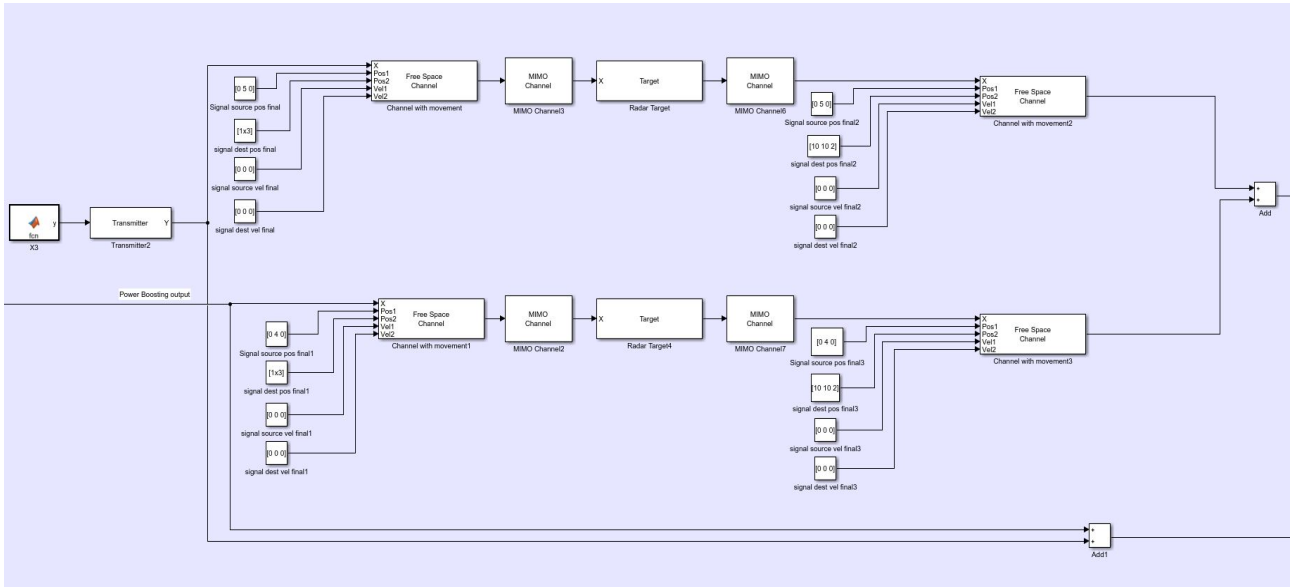 X
Pos1
Pos2
Vel1
Vel2
Free Space
Channel
Channel with movement
MIMO
Channel
MIMO Channel3
X
Target
Radar Target
MIMO
Channel
MIMO Channel6
X
Pos1
Pos2
Vel1
Vel2
Free Space
Channel
Channel with movement2
[0 5 0]
Signal source pos final
[1x3]
signal dest pos final
[0 0 0]
signal source vel final
[0 0 0]
signal dest vel final
[0 5 0]
Signal source pos final2
[10 10 2]
signal dest pos final2
[0 0 0]
signal source vel final2
[0 0 0]
signal dest vel final2
fcn
y
X3
Transmitter
Y
Transmitter2
+
+
Add
Power Boosting output
X
Pos1
Pos2
Vel1
Vel2
Free Space
Channel
Channel with movement1
MIMO
Channel
MIMO Channel2
X
Target
Radar Target4
MIMO
Channel
MIMO Channel7
X
Pos1
Pos2
Vel1
Vel2
Free Space
Channel
Channel with movement3
[0 4 0]
Signal source pos final1
[1x3]
signal dest pos final1
[0 0 0]
signal source vel final1
[0 0 0]
signal dest vel final1
[0 4 0]
Signal source pos final3
[10 10 2]
signal dest pos final3
[0 0 0]
signal source vel final3
[0 0 0]
signal dest vel final3
+
+
Add1